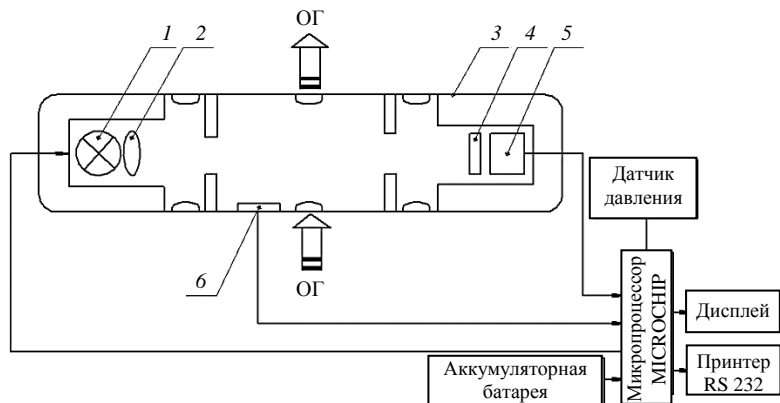 ОГ
1 2 3 4 5
Датчик
давления
6
ОГ
Микропроцессор
MICROCHIP
Дисплей
Принтер
RS 232
Аккумуляторная
батарея